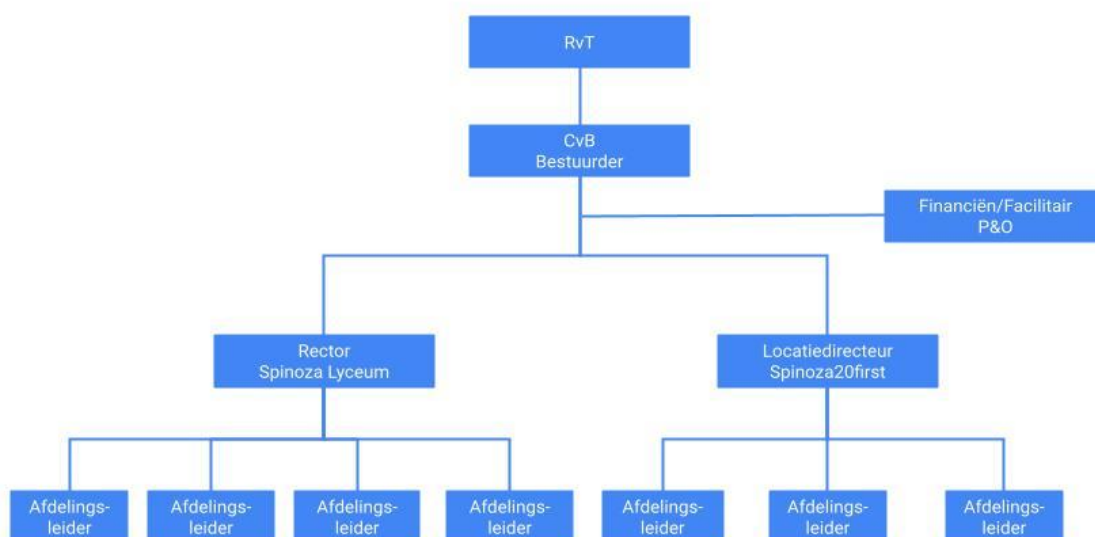 RvT
CvB
Bestuurder
Financiën/Facilitair
P&O
Rector
Spinoza Lyceum
Locatiedirecteur
Spinoza20first
Afdelings-
leider
Afdelings-
leider
Afdelings-
leider
Afdelings-
leider
Afdelings-
leider
Afdelings-
leider
Afdelings-
leider